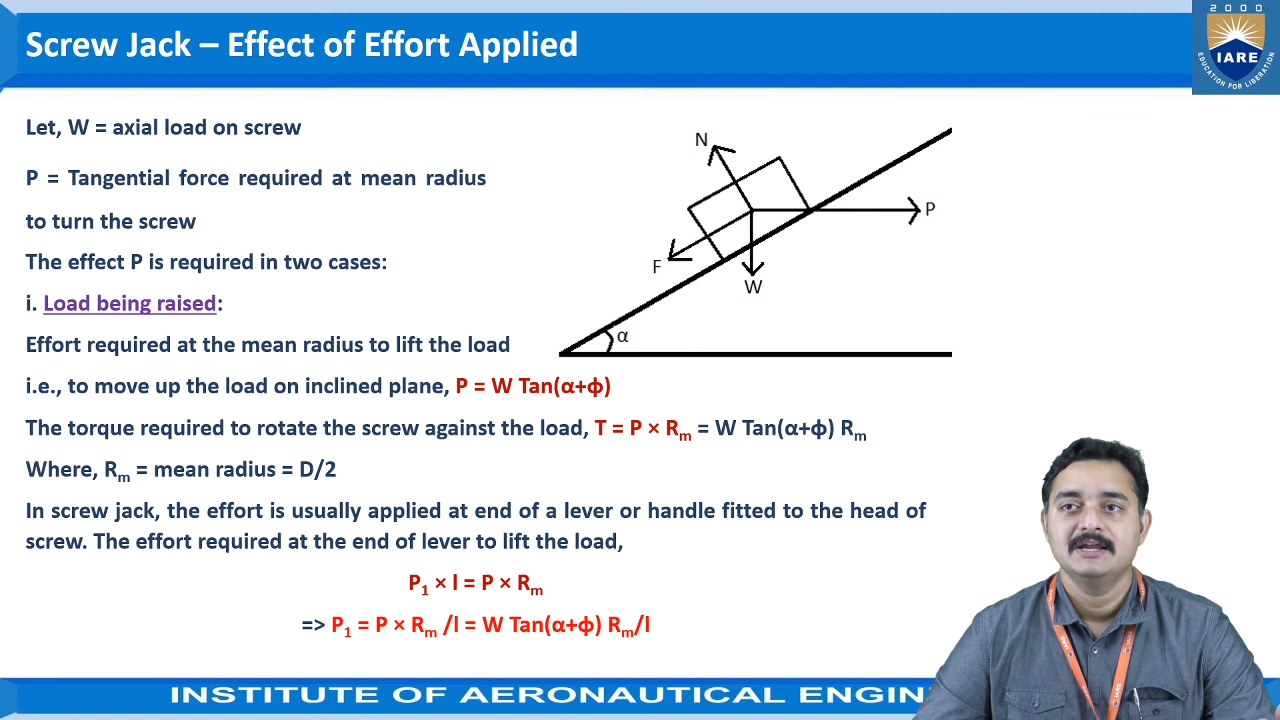 Screw Jack – Effect of Effort Applied
2000
IARE
EDUCATION FOR LIBERATION
Let, W = axial load on screw
P = Tangential force required at mean radius
to turn the screw
The effect P is required in two cases:
i. Load being raised:
Effort required at the mean radius to lift the load
i.e., to move up the load on inclined plane, P = W Tan(α+ϕ)
The torque required to rotate the screw against the load, T = P × Rm = W Tan(α+ϕ) Rm
Where, Rm = mean radius = D/2
In screw jack, the effort is usually applied at end of a lever or handle fitted to the head of
screw. The effort required at the end of lever to lift the load,
P1 × l = P × Rm
=> P1 = P × Rm /l = W Tan(α+ϕ) Rm/l
N
P
F
W
α
IARE
INSTITUTE OF AERONAUTICAL ENGINE